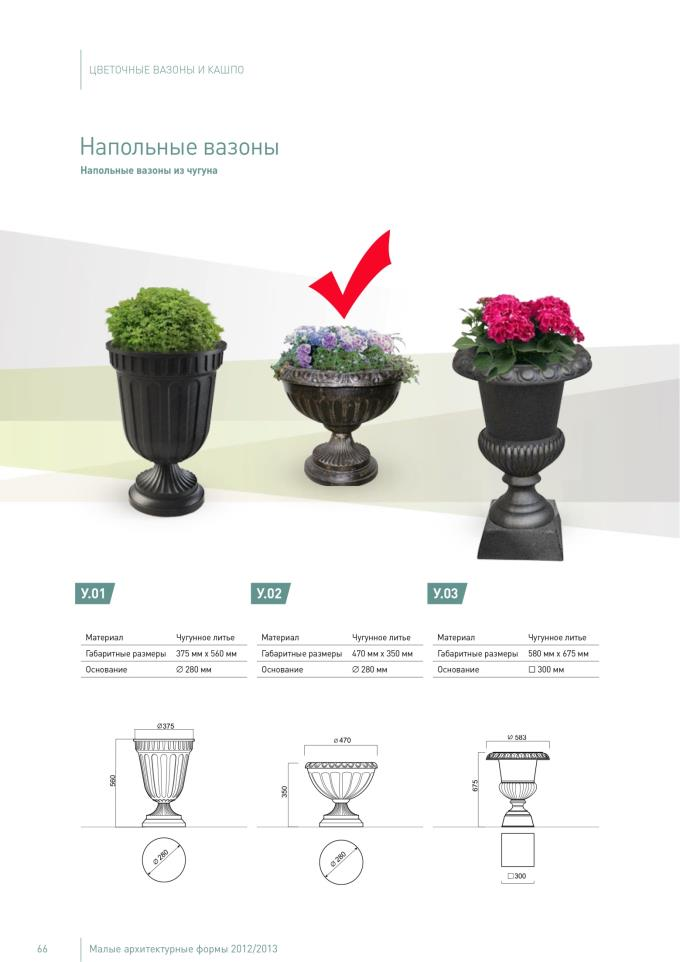 ЦВЕТОЧНЫЕ ВАЗОНЫ И КАШПО
Напольные вазоны
Напольные вазоны из чугуна
У.01
Материал Чугунное литье
Габаритные размеры 375 мм x 560 мм
Основание ∅ 280 мм
У.02
Материал Чугунное литье
Габаритные размеры 470 мм x 350 мм
Основание ∅ 280 мм
У.03
Материал Чугунное литье
Габаритные размеры 580 мм x 675 мм
Основание □ 300 мм
∅375
560
∅ 280
∅ 470
350
∅ 280
∅ 583
675
□300
66
Малые архитектурные формы 2012/2013